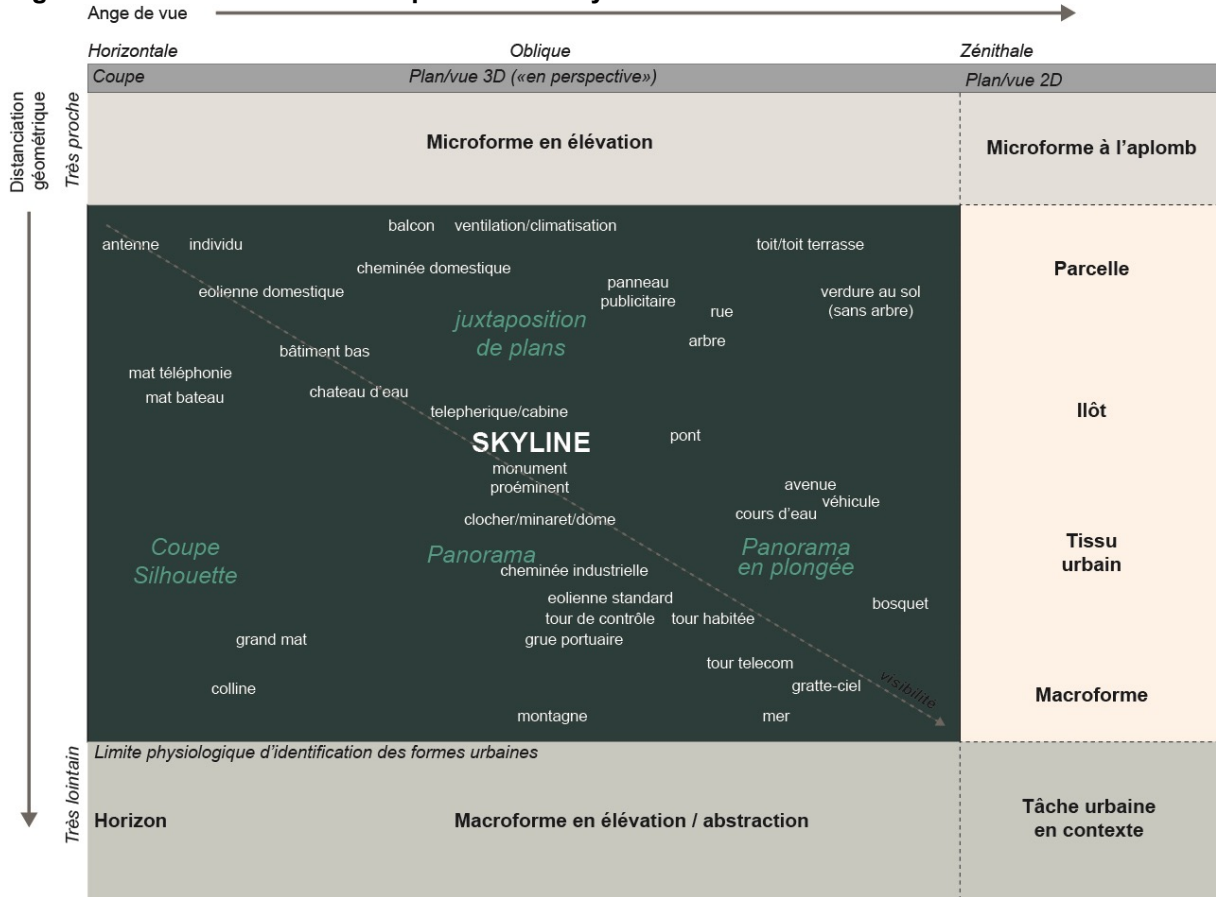 Ange de vue
Horizontale
Oblique
Zénithale
Coupe
Plan/vue 3D («en perspective»)
Plan/vue 2D
Distanciation
géométrique
Très proche
Microforme en élévation
Microforme à l'aplomb
balcon
ventilation/climatisation
antenne
individu
toit/toit terrasse
cheminée domestique
Parcelle
eolienne domestique
panneau
publicitaire
verdure au sol
(sans arbre)
rue
juxtaposition
de plans
arbre
bâtiment bas
mat téléphonie
mat bateau
chateau d'eau
telepherique/cabine
Ilôt
SKYLINE
pont
monument
proéminent
avenue
véhicule
cours d'eau
clocher/minaret/dome
Coupe
Silhouette
Panorama
Panorama
en plongée
Tissu
urbain
cheminée industrielle
eolienne standard
bosquet
tour de contrôle
tour habitée
grue portuaire
grand mat
tour telecom
colline
gratte-ciel
visibilité
Macroforme
montagne
mer
Limite physiologique d'identification des formes urbaines
Très lointain
Horizon
Macroforme en élévation / abstraction
Tâche urbaine
en contexte